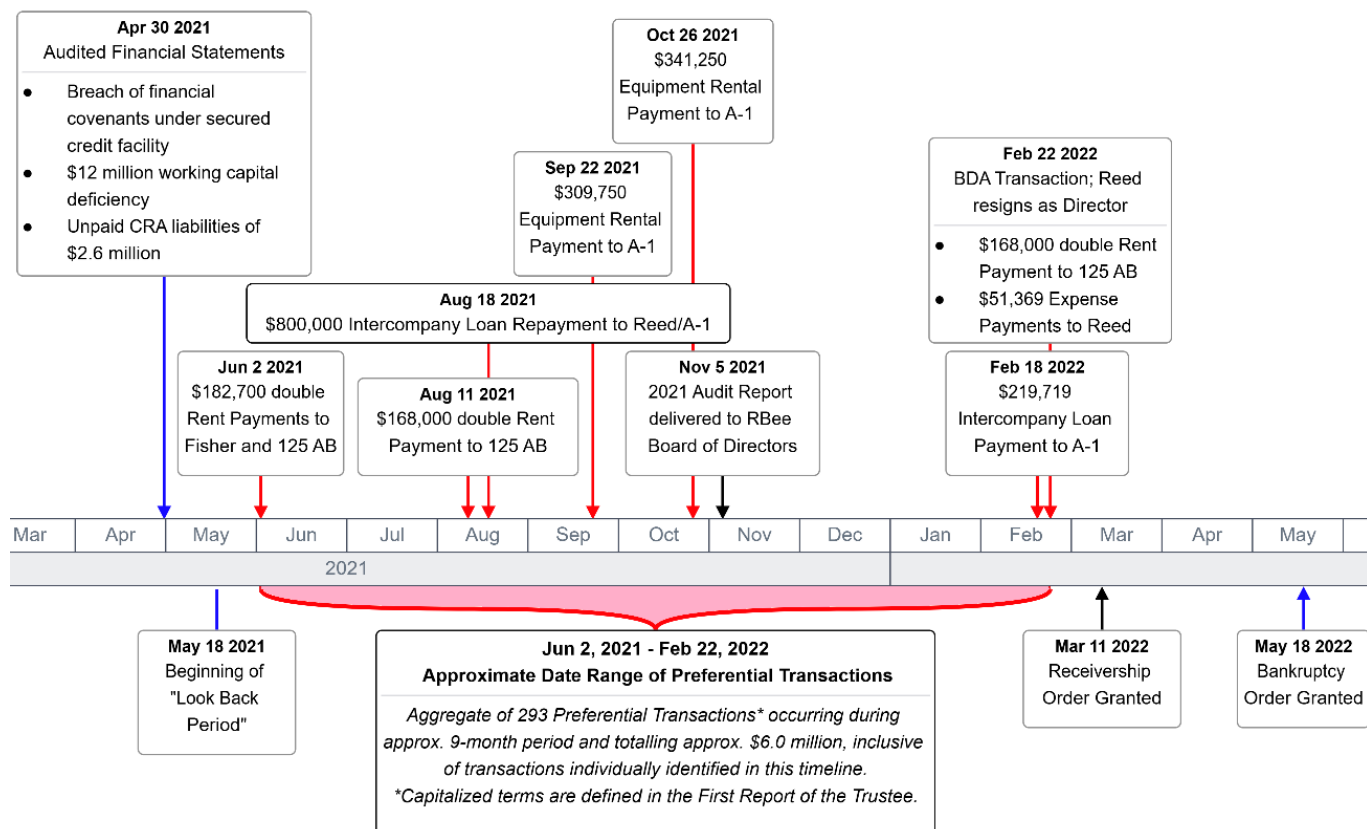 Apr 30 2021
Audited Financial Statements
● Breach of financial
covenants under secured
credit facility
● $12 million working capital
deficiency
● Unpaid CRA liabilities of
$2.6 million
Oct 26 2021
$341,250
Equipment Rental
Payment to A-1
Sep 22 2021
$309,750
Equipment Rental
Payment to A-1
Feb 22 2022
BDA Transaction; Reed
resigns as Director
● $168,000 double Rent
Payment to 125 AB
● $51,369 Expense
Payments to Reed
Aug 18 2021
$800,000 Intercompany Loan Repayment to Reed/A-1
Jun 2 2021
$182,700 double
Rent Payments to
Fisher and 125 AB
Aug 11 2021
$168,000 double Rent
Payment to 125 AB
Nov 5 2021
2021 Audit Report
delivered to RBee
Board of Directors
Feb 18 2022
$219,719
Intercompany Loan
Payment to A-1
Mar Apr May Jun Jul Aug Sep Oct Nov Dec Jan Feb Mar Apr May
2021
May 18 2021
Beginning of
"Look Back
Period"
Jun 2, 2021 - Feb 22, 2022
Approximate Date Range of Preferential Transactions
Aggregate of 293 Preferential Transactions* occurring during
approx. 9-month period and totalling approx. $6.0 million, inclusive
of transactions individually identified in this timeline.
*Capitalized terms are defined in the First Report of the Trustee.
Mar 11 2022
Receivership
Order Granted
May 18 2022
Bankruptcy
Order Granted